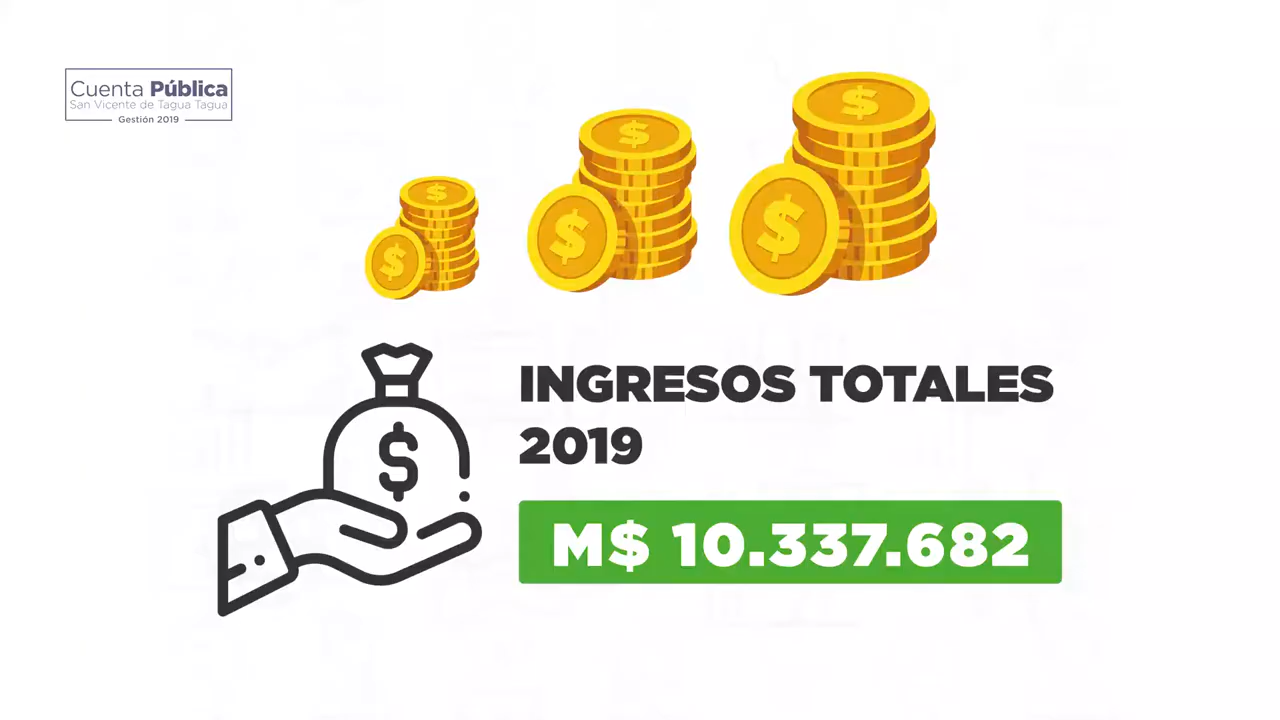 Cuenta Pública
San Vicente de Tagua Tagua
Gestión 2019
INGRESOS TOTALES
2019
M$ 10.337.682